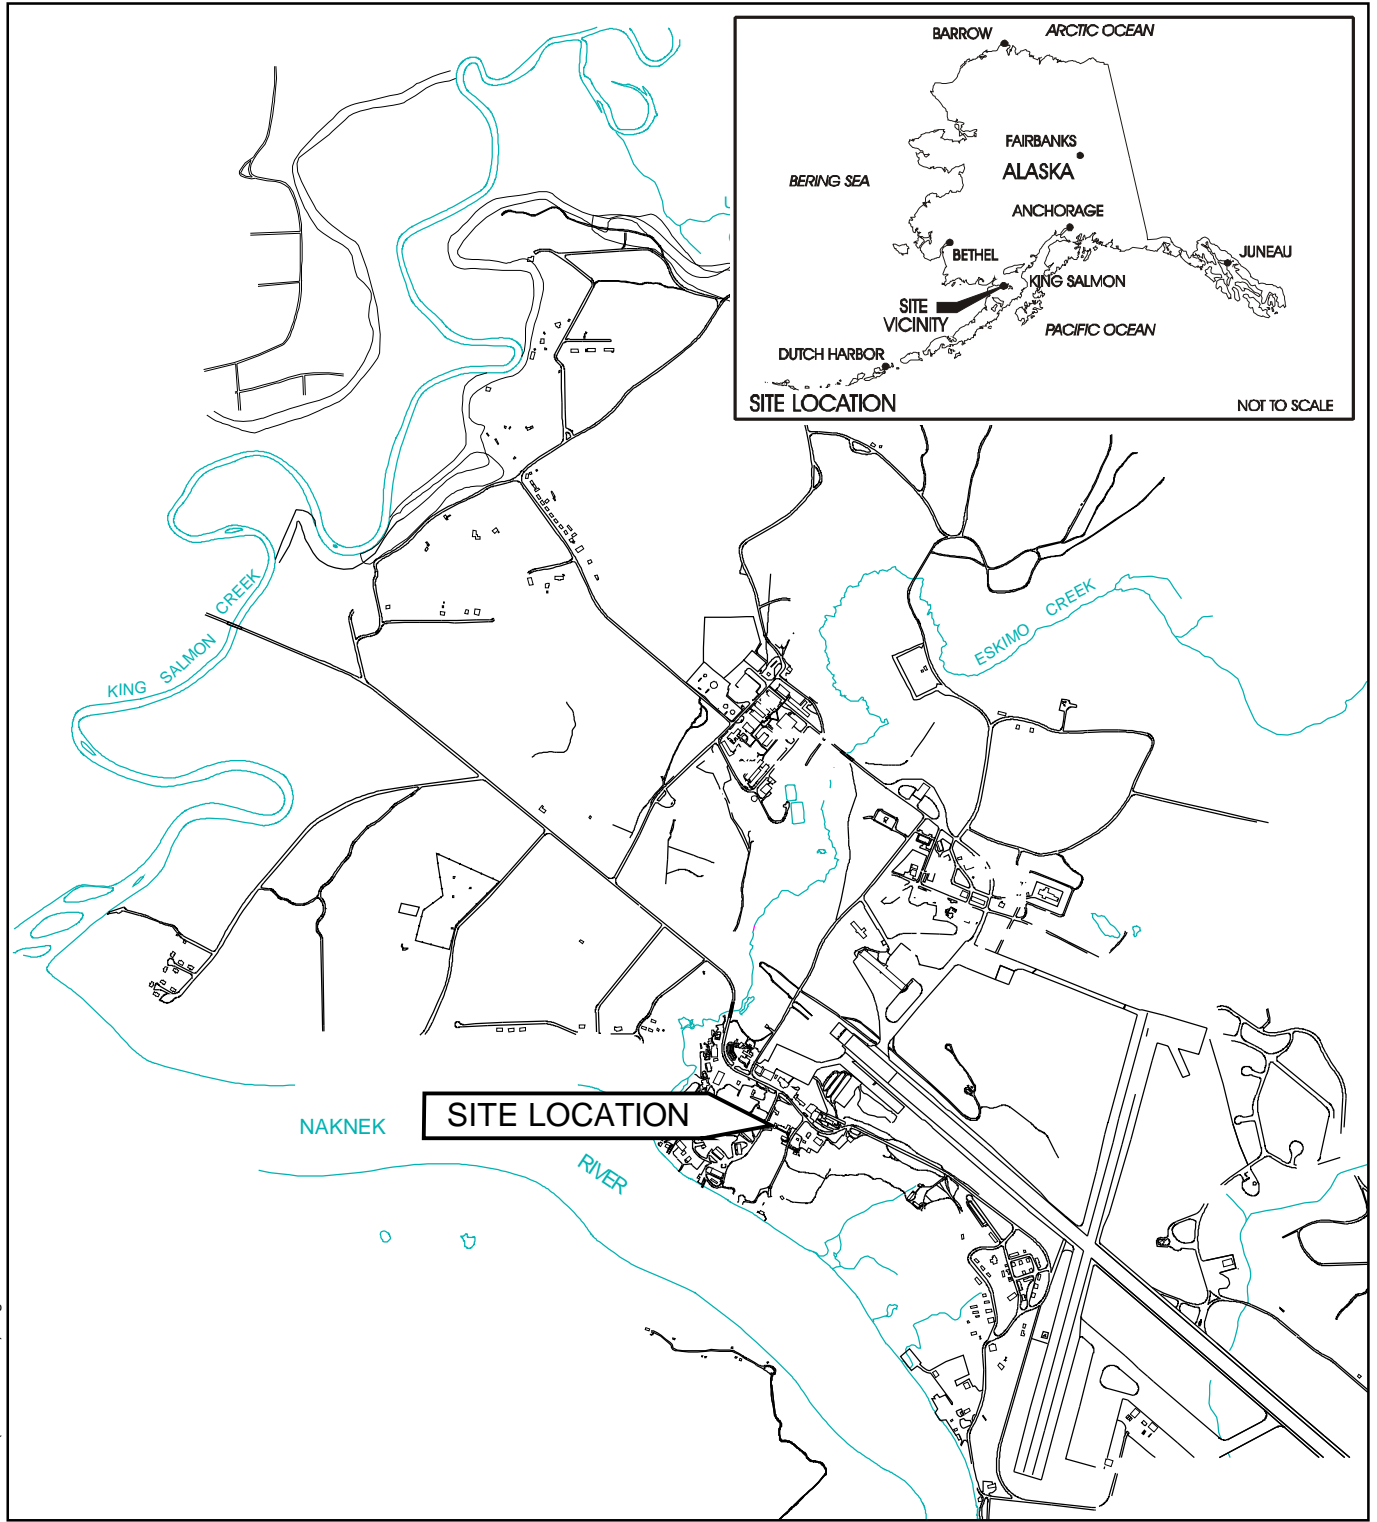 BARROW
ARCTIC OCEAN
FAIRBANKS
ALASKA
BERING SEA
ANCHORAGE
BETHEL
JUNEAU
KING SALMON
SITE
VICINITY
PACIFIC OCEAN
DUTCH HARBOR
SITE LOCATION
NOT TO SCALE
KING SALMON CREEK
ESKIMO CREEK
SITE LOCATION
NAKNEK
RIVER